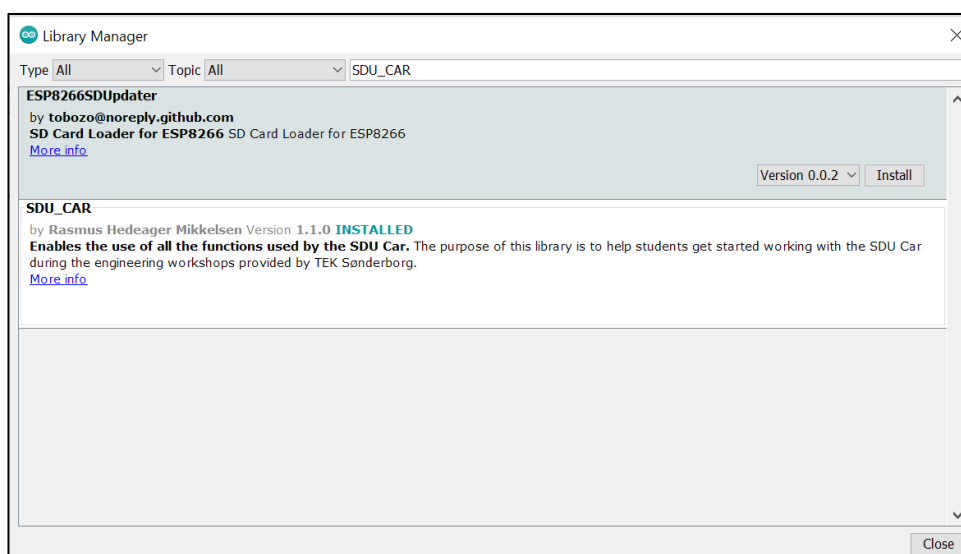 Library Manager
Type All Topic All SDU_CAR
ESP8266SDUpdater
by tobozo@noreply.github.com
SD Card Loader for ESP8266 SD Card Loader for ESP8266
More info
Version 0.0.2 Install
SDU_CAR
by Rasmus Hedeager Mikkelsen Version 1.1.0 INSTALLED
Enables the use of all the functions used by the SDU Car. The purpose of this library is to help students get started working with the SDU Car
during the engineering workshops provided by TEK Sønderborg.
More info
Close